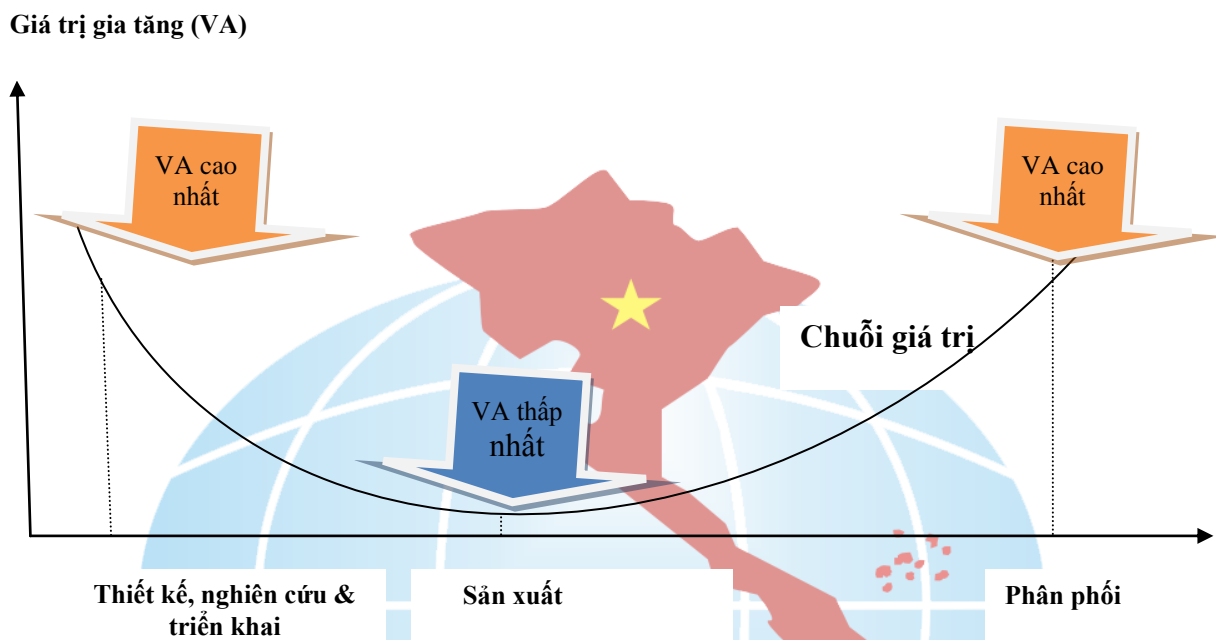 Giá trị gia tăng (VA)
VA cao
nhất
VA cao
nhất
Chuỗi giá trị
VA thấp
nhất
Thiết kế, nghiên cứu &
triển khai
Sản xuất
Phân phối